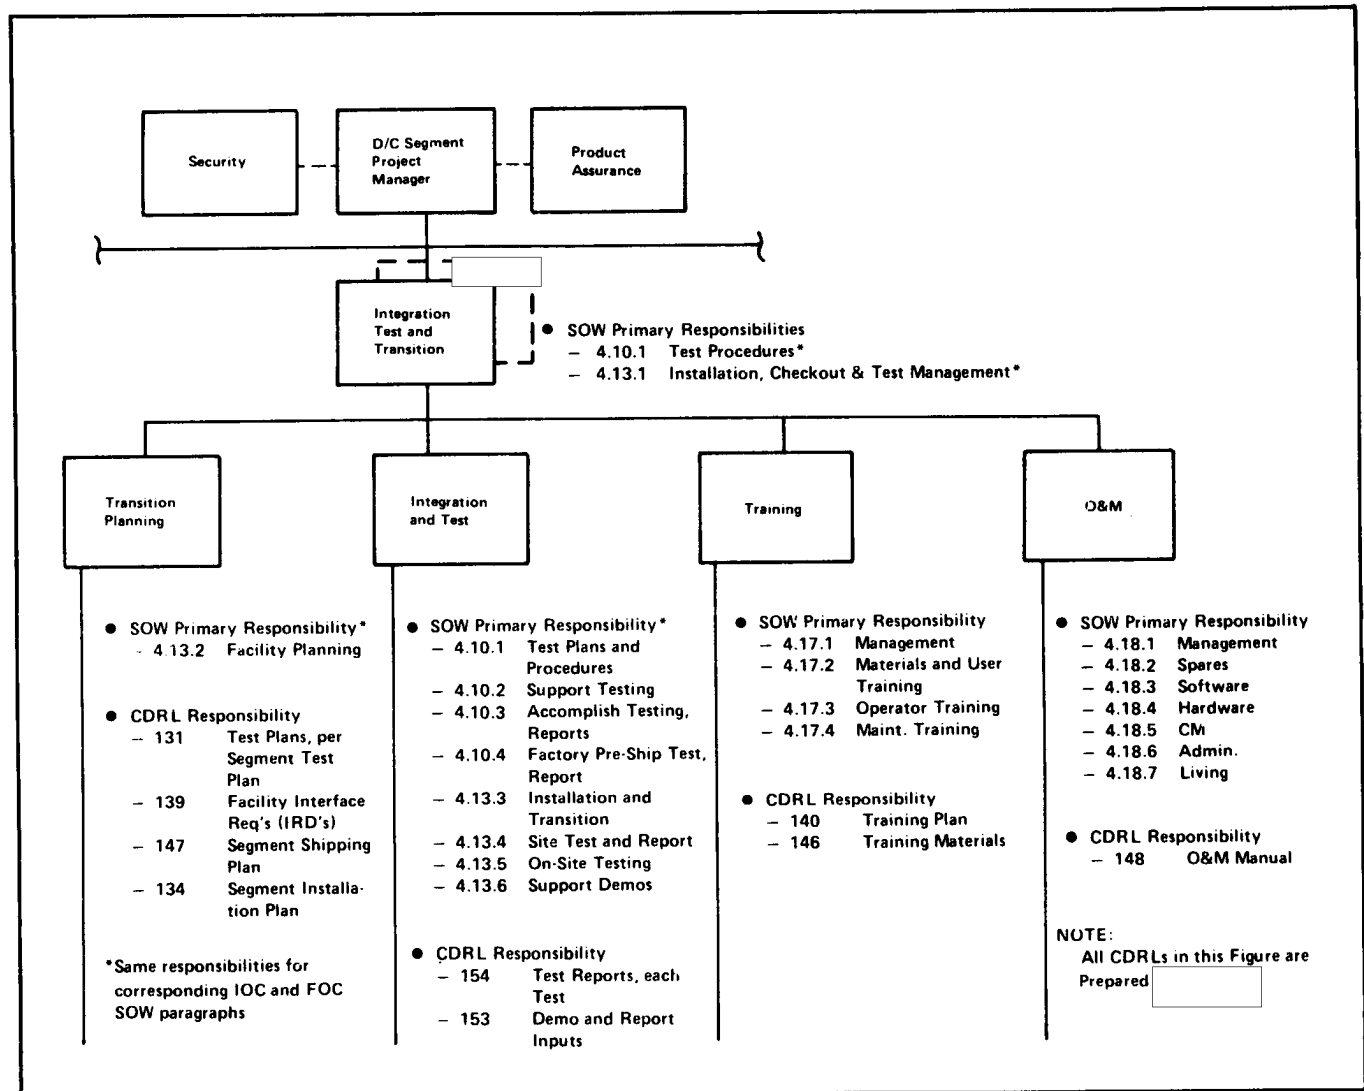 Security
D/C Segment
Project
Manager
Product
Assurance
Integration
Test and
Transition
● SOW Primary Responsibilities
– 4.10.1 Test Procedures*
– 4.13.1 Installation, Checkout & Test Management*
Transition
Planning
Integration
and Test
Training
O&M
● SOW Primary Responsibility*
- 4.13.2 Facility Planning
● CDRL Responsibility
– 131 Test Plans, per
Segment Test
Plan
– 139 Facility Interface
Req's (IRD's)
– 147 Segment Shipping
Plan
– 134 Segment Installa-
tion Plan
*Same responsibilities for
corresponding IOC and FOC
SOW paragraphs
● SOW Primary Responsibility*
– 4.10.1 Test Plans and
Procedures
– 4.10.2 Support Testing
– 4.10.3 Accomplish Testing,
Reports
– 4.10.4 Factory Pre-Ship Test,
Report
– 4.13.3 Installation and
Transition
– 4.13.4 Site Test and Report
– 4.13.5 On-Site Testing
– 4.13.6 Support Demos
● CDRL Responsibility
– 154 Test Reports, each
Test
– 153 Demo and Report
Inputs
● SOW Primary Responsibility
– 4.17.1 Management
– 4.17.2 Materials and User
Training
– 4.17.3 Operator Training
– 4.17.4 Maint. Training
● CDRL Responsibility
– 140 Training Plan
– 146 Training Materials
● SOW Primary Responsibility
– 4.18.1 Management
– 4.18.2 Spares
– 4.18.3 Software
– 4.18.4 Hardware
– 4.18.5 CM
– 4.18.6 Admin.
– 4.18.7 Living
● CDRL Responsibility
– 148 O&M Manual
NOTE:
All CDRLs in this Figure are
Prepared